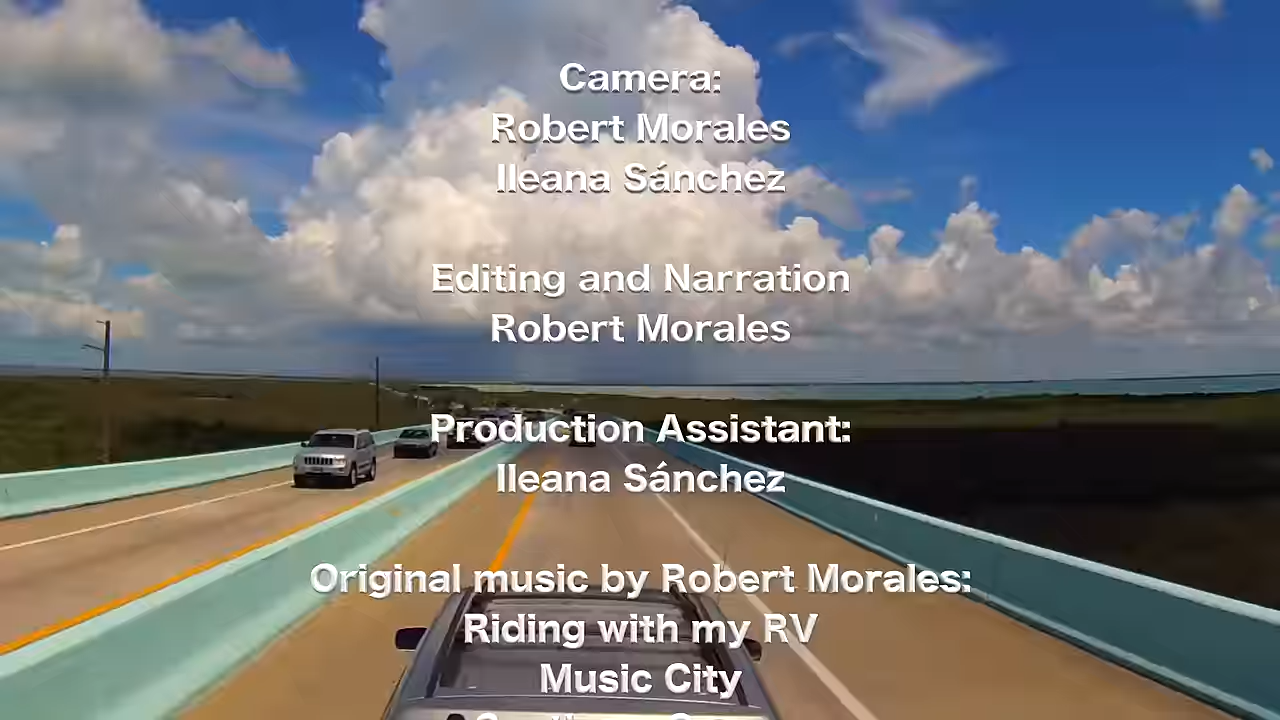 Camera:
Robert Morales
Ileana Sánchez
Editing and Narration
Robert Morales
Production Assistant:
Ileana Sánchez
Original music by Robert Morales:
Riding with my RV
Music City